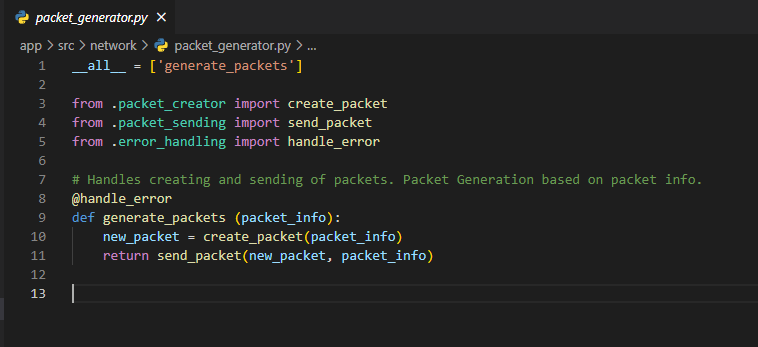 packet_generator.py ×
app > src > network > packet_generator.py > ...
1 __all__ = ['generate_packets']
2
3 from .packet_creator import create_packet
4 from .packet_sending import send_packet
5 from .error_handling import handle_error
6
7 # Handles creating and sending of packets. Packet Generation based on packet info.
8 @handle_error
9 def generate_packets (packet_info):
10     new_packet = create_packet(packet_info)
11     return send_packet(new_packet, packet_info)
12
13